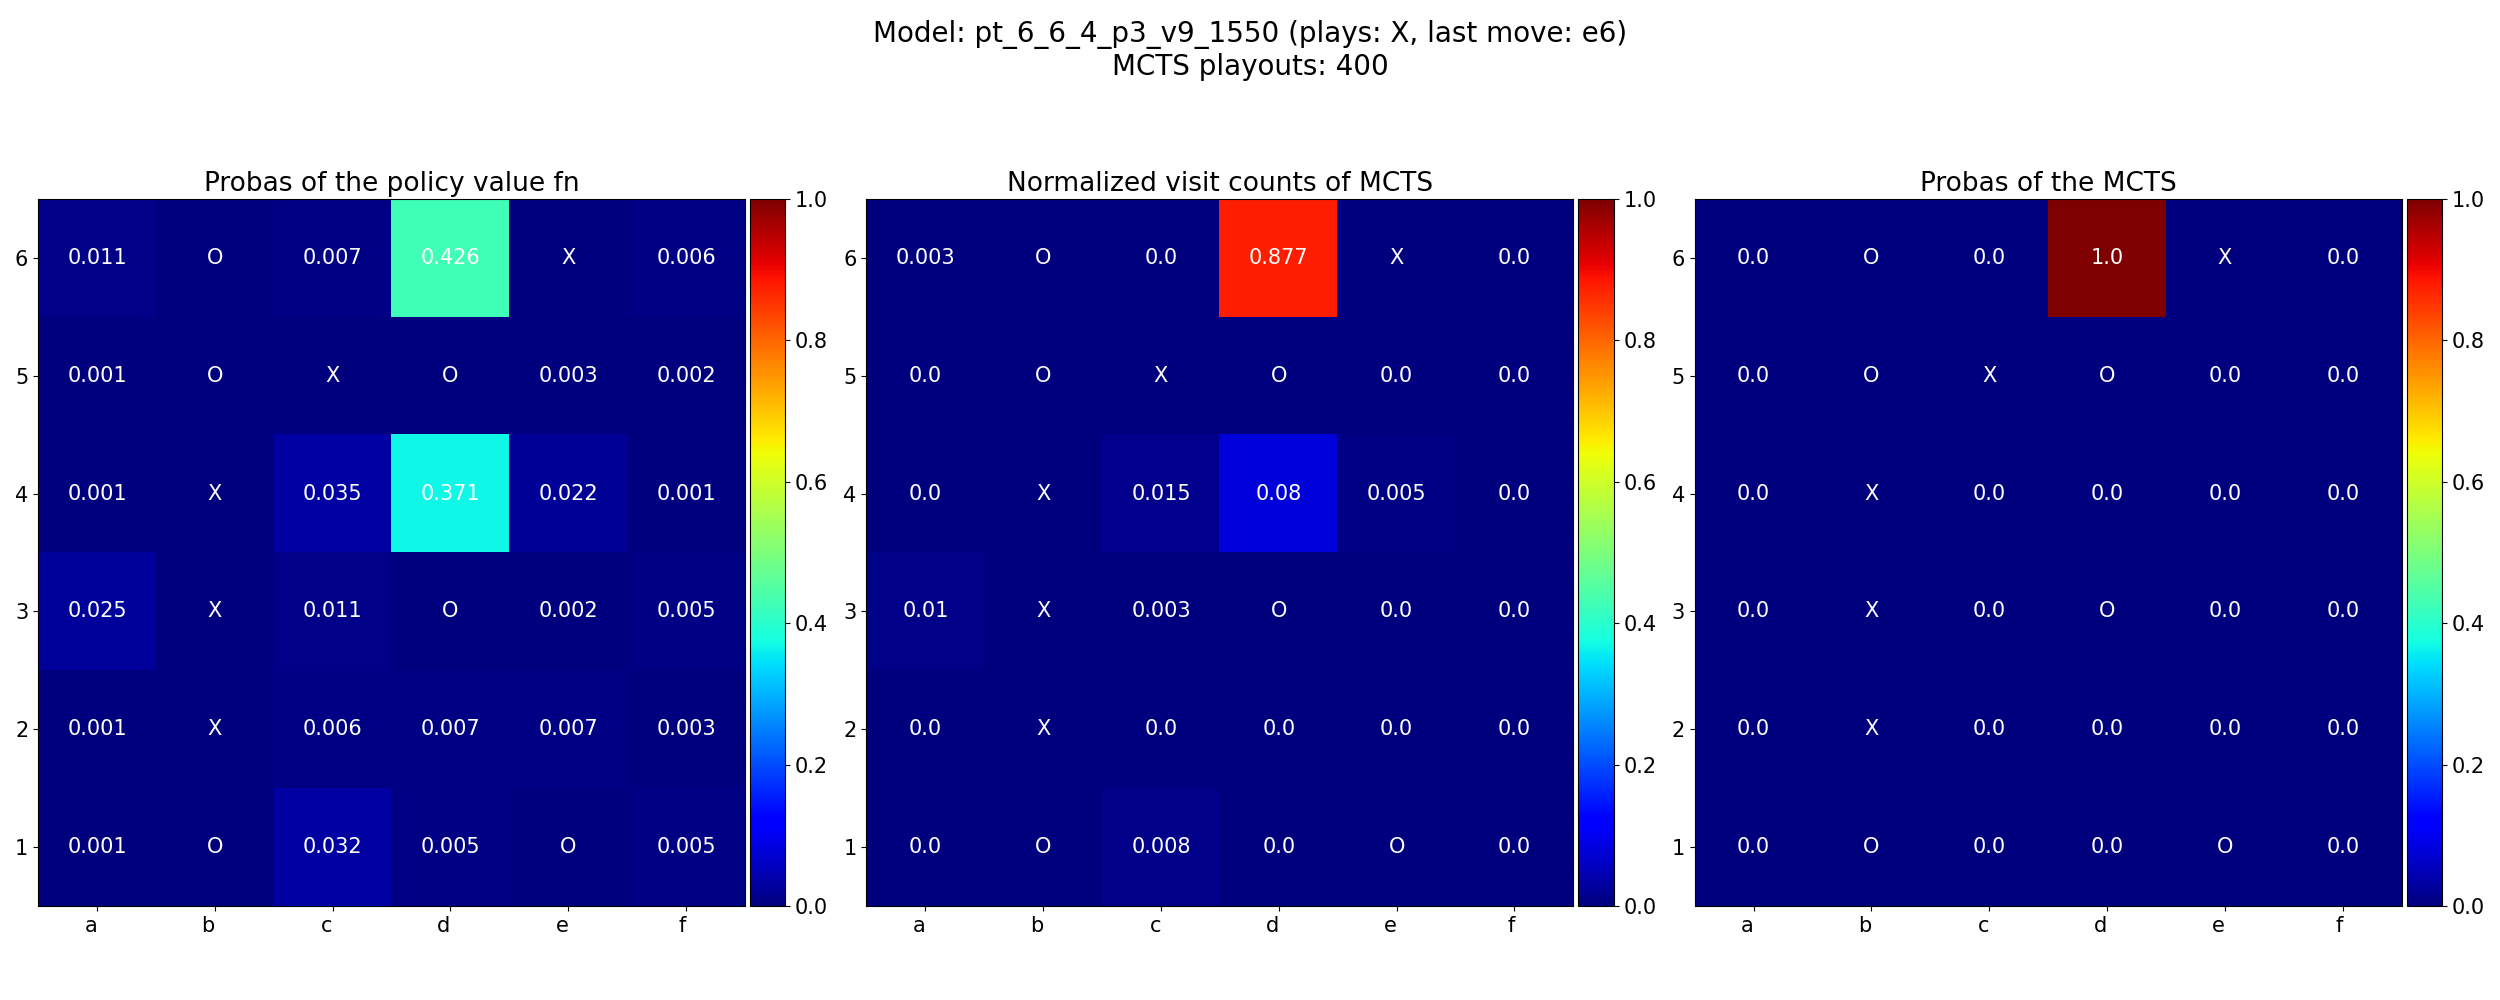 Model: pt_6_6_4_p3_v9_1550 (plays: X, last move: e6)
MCTS playouts: 400
Probas of the policy value fn
6 0.011 O 0.007 0.426 X 0.006
5 0.001 O X O 0.003 0.002
4 0.001 X 0.035 0.371 0.022 0.001
3 0.025 X 0.011 O 0.002 0.005
2 0.001 X 0.006 0.007 0.007 0.003
1 0.001 O 0.032 0.005 O 0.005
a b c d e f
1.0
0.8
0.6
0.4
0.2
0.0
Normalized visit counts of MCTS
6 0.003 O 0.0 0.877 X 0.0
5 0.0 O X O 0.0 0.0
4 0.0 X 0.015 0.08 0.005 0.0
3 0.01 X 0.003 O 0.0 0.0
2 0.0 X 0.0 0.0 0.0 0.0
1 0.0 O 0.008 0.0 O 0.0
a b c d e f
1.0
0.8
0.6
0.4
0.2
0.0
Probas of the MCTS
6 0.0 O 0.0 1.0 X 0.0
5 0.0 O X O 0.0 0.0
4 0.0 X 0.0 0.0 0.0 0.0
3 0.0 X 0.0 O 0.0 0.0
2 0.0 X 0.0 0.0 0.0 0.0
1 0.0 O 0.0 0.0 O 0.0
a b c d e f
1.0
0.8
0.6
0.4
0.2
0.0